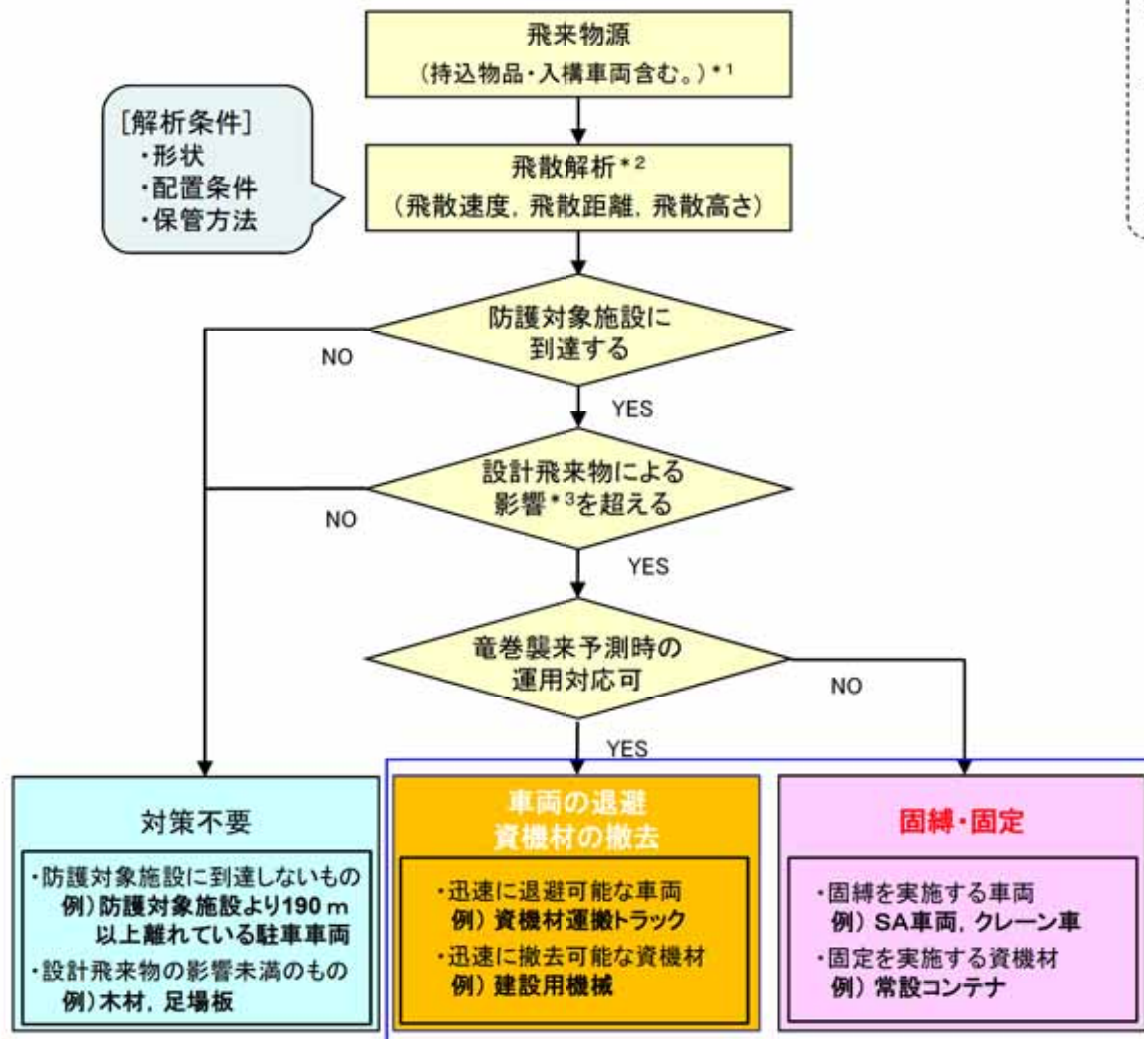 飛来物源
(持込物品・入構車両含む。)*1
[解析条件]
・形状
・配置条件
・保管方法
飛散解析*2
(飛散速度，飛散距離，飛散高さ)
防護対象施設に
到達する
NO
YES
設計飛来物による
影響*3を超える
NO
YES
竜巻襲来予測時の
運用対応可
NO
YES
対策不要
・防護対象施設に到達しないもの
例)防護対象施設より190 m
以上離れている駐車車両
・設計飛来物の影響未満のもの
例)木材，足場板
車両の退避
資機材の撤去
・迅速に退避可能な車両
例) 資機材運搬トラック
・迅速に撤去可能な資機材
例) 建設用機械
固縛・固定
・固縛を実施する車両
例) SA車両，クレーン車
・固定を実施する資機材
例) 常設コンテナ